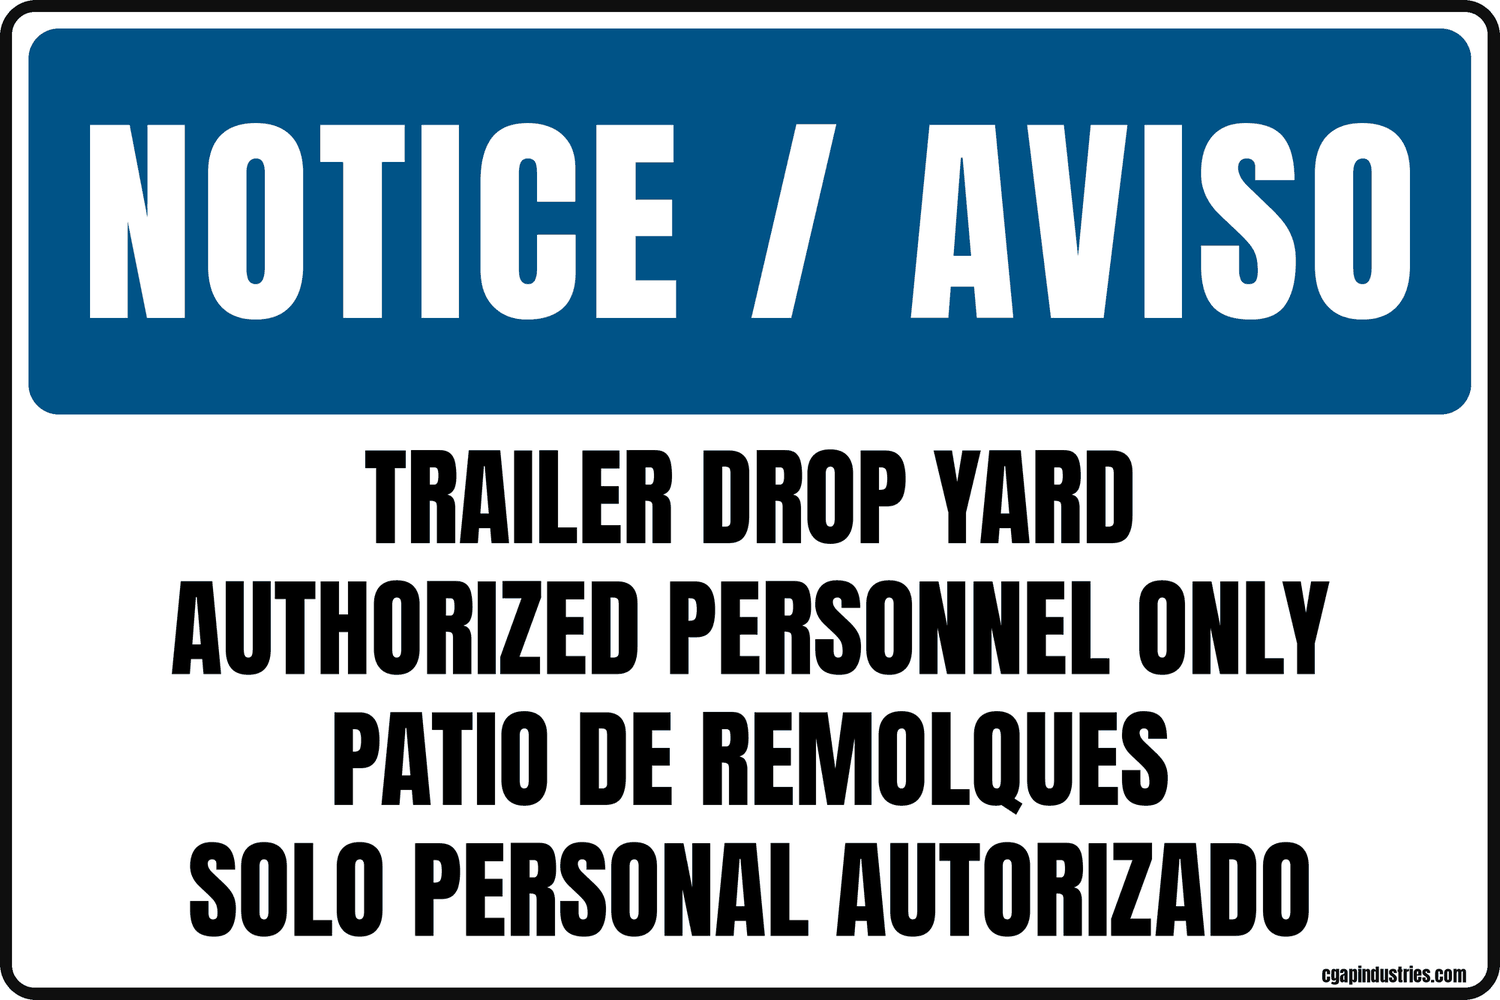 NOTICE / AVISO
TRAILER DROP YARD
AUTHORIZED PERSONNEL ONLY
PATIO DE REMOLQUES
SOLO PERSONAL AUTORIZADO
cgapindustries.com